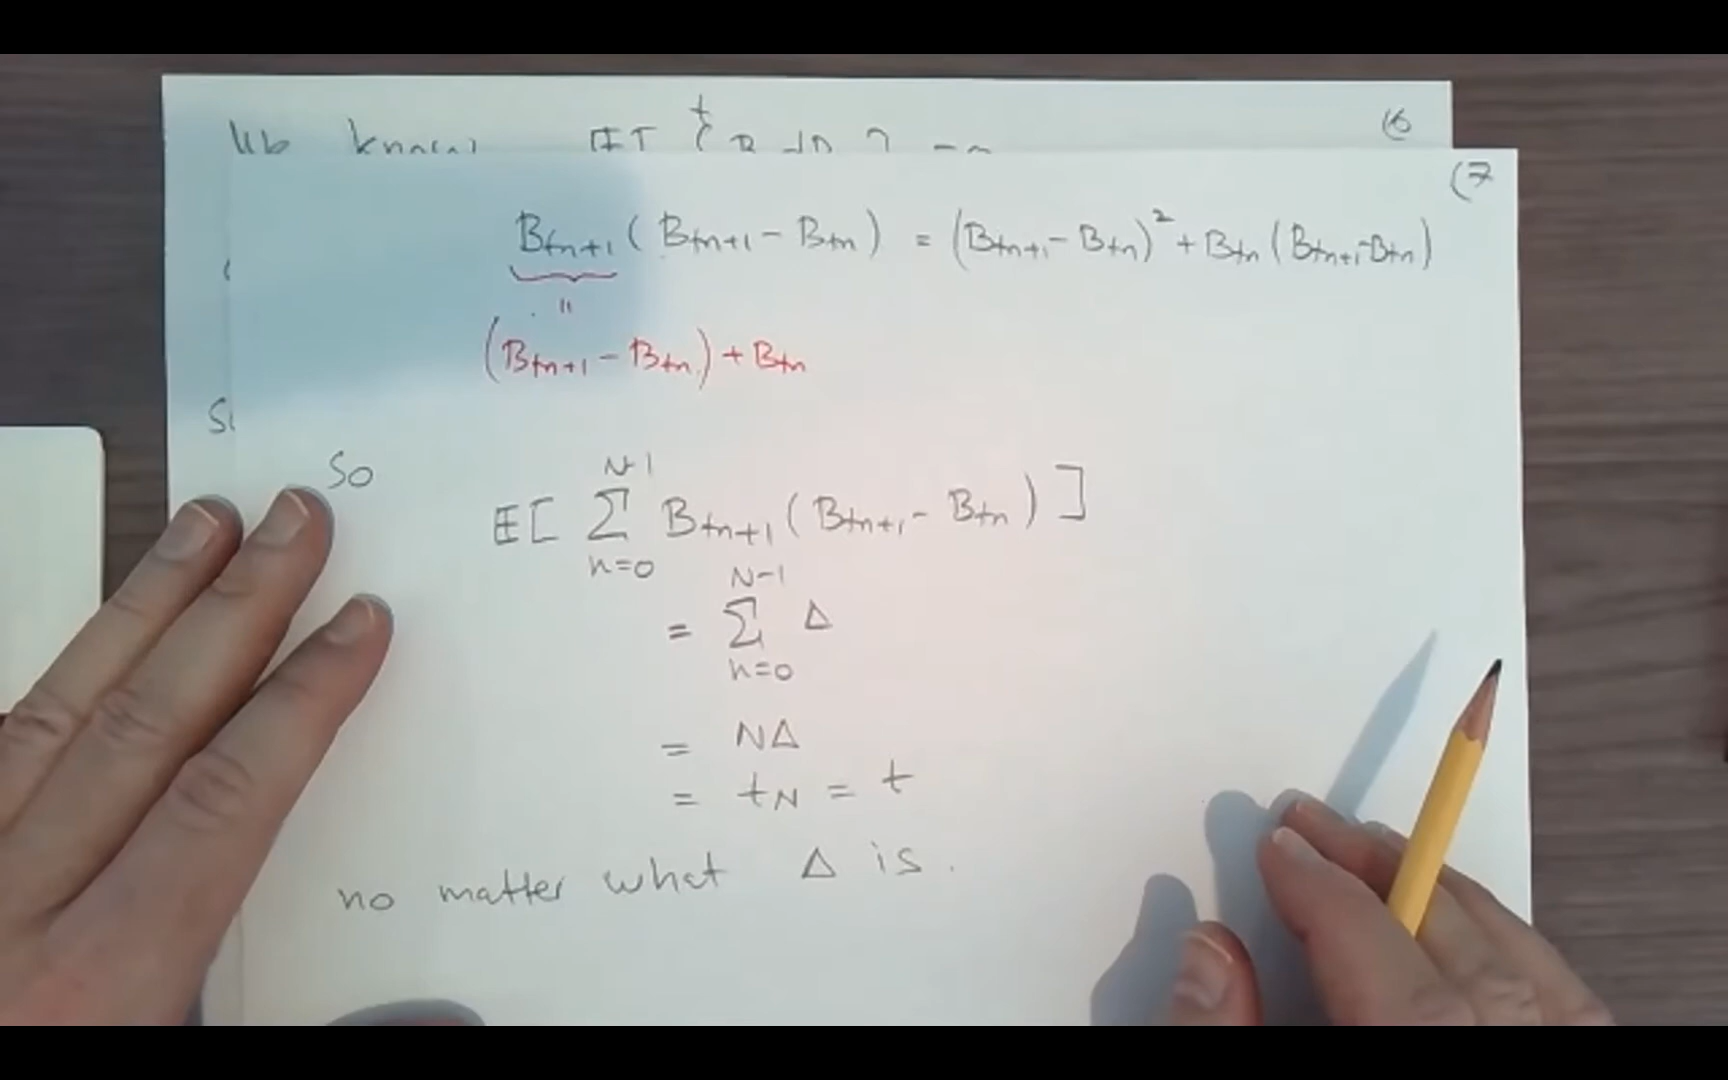 (6
(7
B_{t_{n+1}} ( B_{t_{n+1}} - B_{t_n} ) = ( B_{t_{n+1}} - B_{t_n} )^2 + B_{t_n} ( B_{t_{n+1}} - B_{t_n} )
"
( B_{t_{n+1}} - B_{t_n} ) + B_{t_n}
So
𝔼[ \sum_{n=0}^{N-1} B_{t_{n+1}} ( B_{t_{n+1}} - B_{t_n} ) ]
= \sum_{n=0}^{N-1} Δ
= NΔ
= t_N = t
no matter what Δ is.